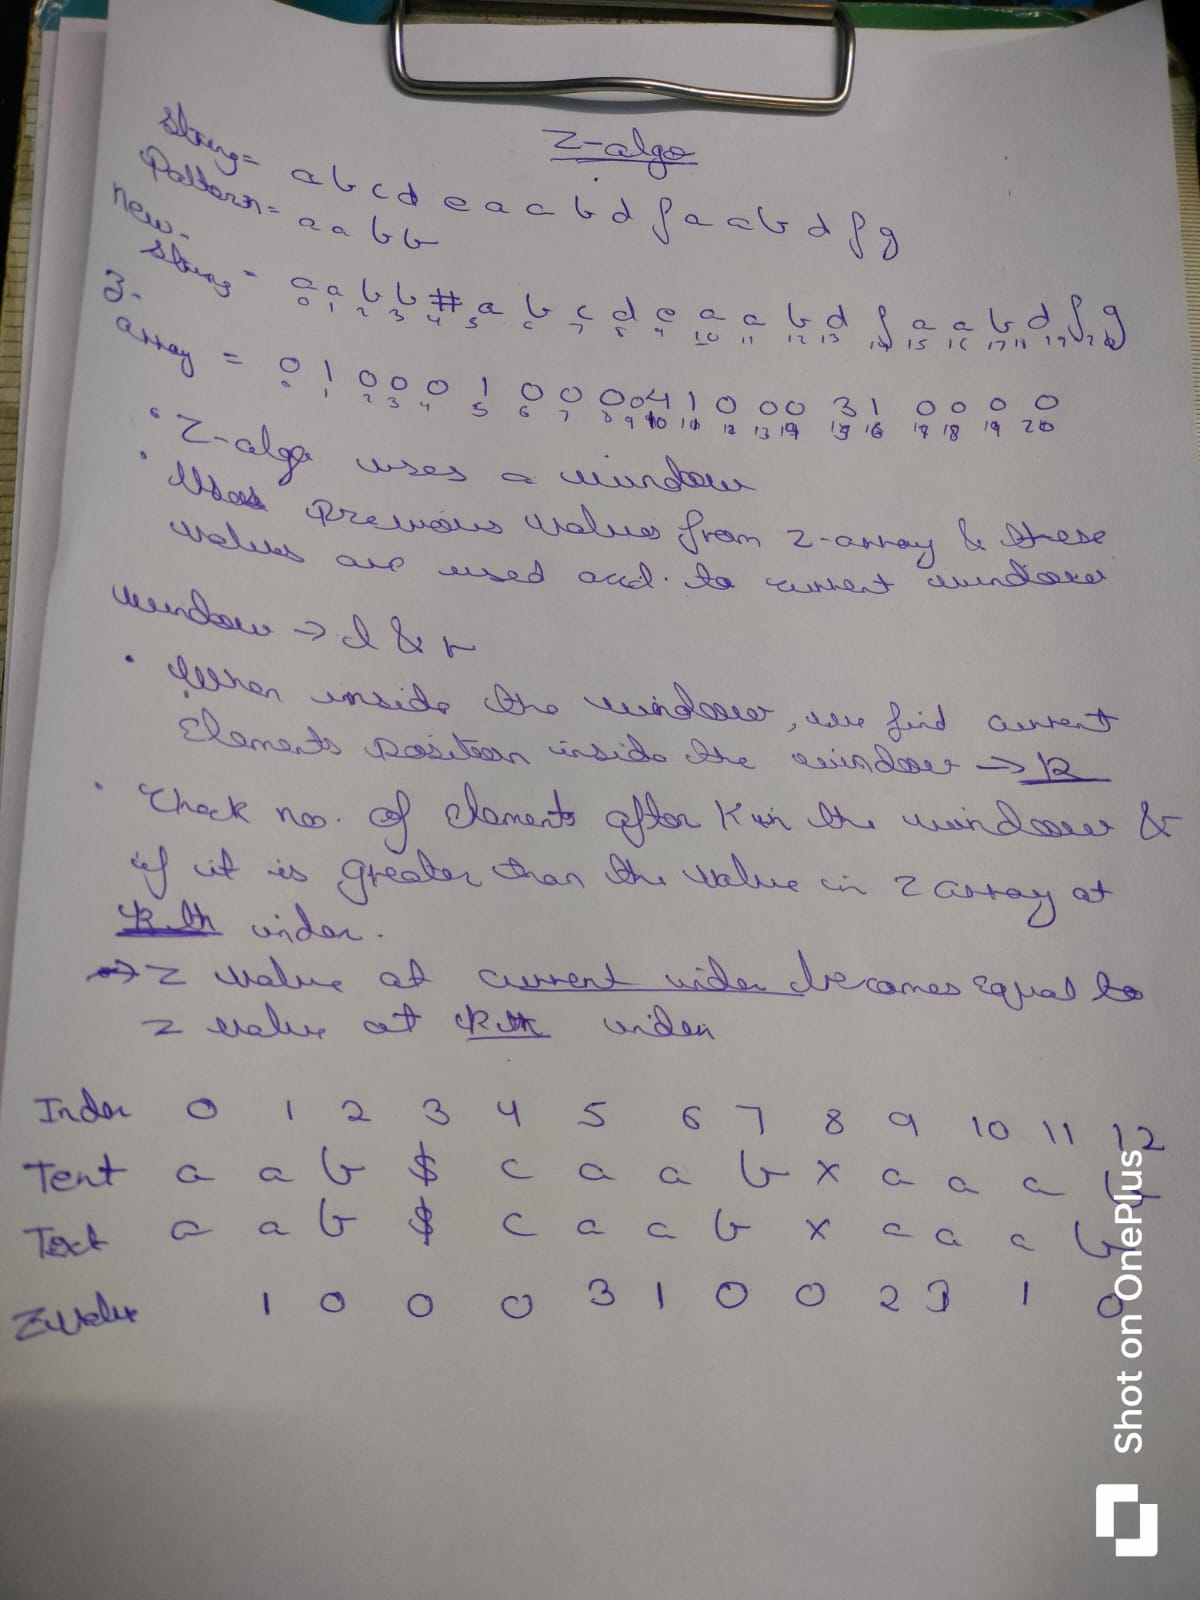 Z-algo
String= a b c d e a a b d f a a b d f g
Pattern= a a b b
new-
string = a a b b # a b c d e a a b d f a a b d f g
0 1 2 3 4 5 6 7 8 9 10 11 12 13 14 15 16 17 18 19 20
z-
array = 0 1 0 0 0 1 0 0 0 0 4 1 0 0 0 3 1 0 0 0 0
0 1 2 3 4 5 6 7 8 9 10 11 12 13 14 15 16 17 18 19 20
• Z-algo uses a window
• Uses previous values from z-array & these
values are used acd. to current window
window → l & r
• When inside the window, we find current
Elements position inside the window → k
• Check no. of elements after K in the window &
if it is greater than the value in z array at
k th index.
→ z value at current index becomes equal to
z value at k th index
Index 0 1 2 3 4 5 6 7 8 9 10 11 12
Text a a b $ c a a b x a a a b
Text a a b $ c a a b x a a a b
Z value 1 0 0 0 3 1 0 0 2 3 1 0
Shot on OnePlus